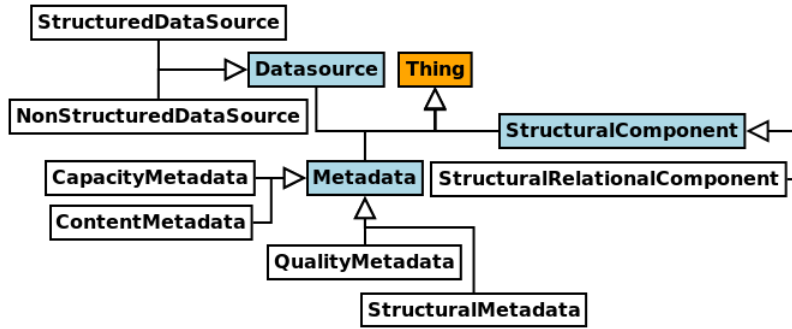 StructuredDataSource
Datasource
Thing
NonStructuredDataSource
StructuralComponent
CapacityMetadata
Metadata
StructuralRelationalComponent
ContentMetadata
QualityMetadata
StructuralMetadata